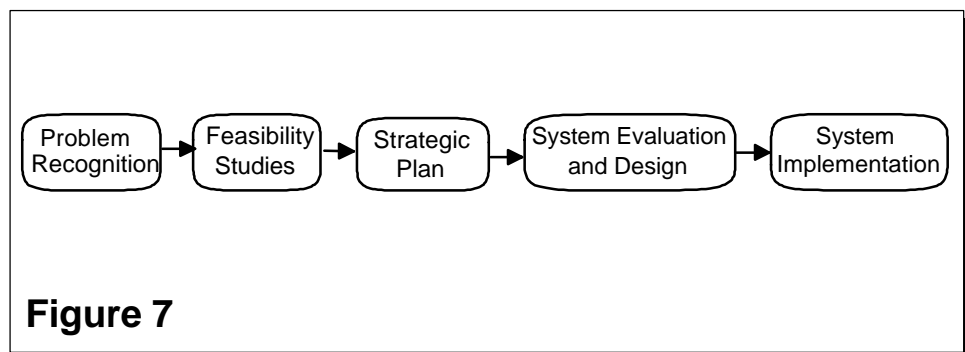 Problem
Recognition
Feasibility
Studies
Strategic
Plan
System Evaluation
and Design
System
Implementation
Figure 7